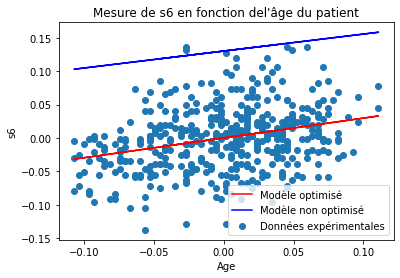 Mesure de s6 en fonction del'âge du patient
0.15
0.10
0.05
0.00
−0.05
−0.10
−0.15
s6
−0.10
−0.05
0.00
0.05
0.10
Age
Modèle optimisé
Modèle non optimisé
Données expérimentales